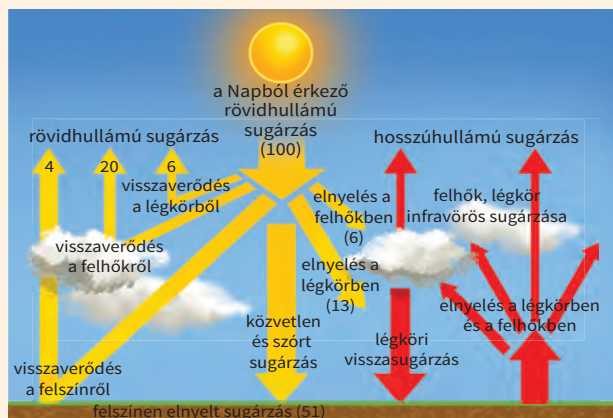 a Napból érkező
rövidhullámú
sugárzás
(100)
rövidhullámú sugárzás
4 20 6
visszaverődés
a légkörből
visszaverődés
a felhőkről
visszaverődés
a felszínről
közvetlen
és szórt
sugárzás
elnyelés a
felhőkben
(6)
elnyelés a
légkörben
(13)
felszínen elnyelt sugárzás (51)
hosszúhullámú sugárzás
felhők, légkör
infravörös sugárzása
elnyelés a légkörben
és a felhőkben
légköri
visszasugárzás